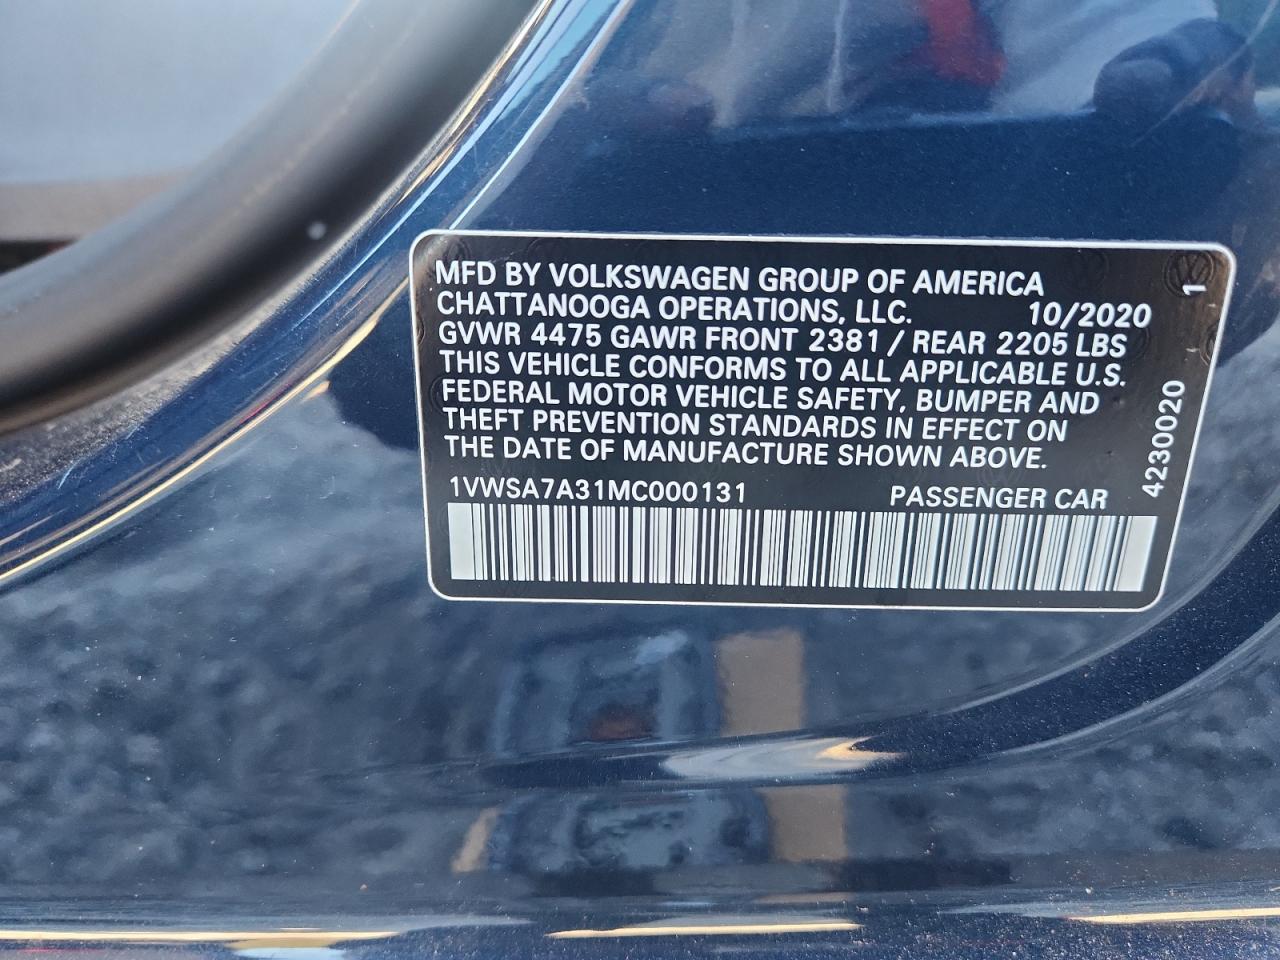 MFD BY VOLKSWAGEN GROUP OF AMERICA
CHATTANOOGA OPERATIONS, LLC. 10/2020
GVWR 4475 GAWR FRONT 2381 / REAR 2205 LBS
THIS VEHICLE CONFORMS TO ALL APPLICABLE U.S.
FEDERAL MOTOR VEHICLE SAFETY, BUMPER AND
THEFT PREVENTION STANDARDS IN EFFECT ON
THE DATE OF MANUFACTURE SHOWN ABOVE.
1VWSA7A31MC000131 PASSENGER CAR
4230020
1